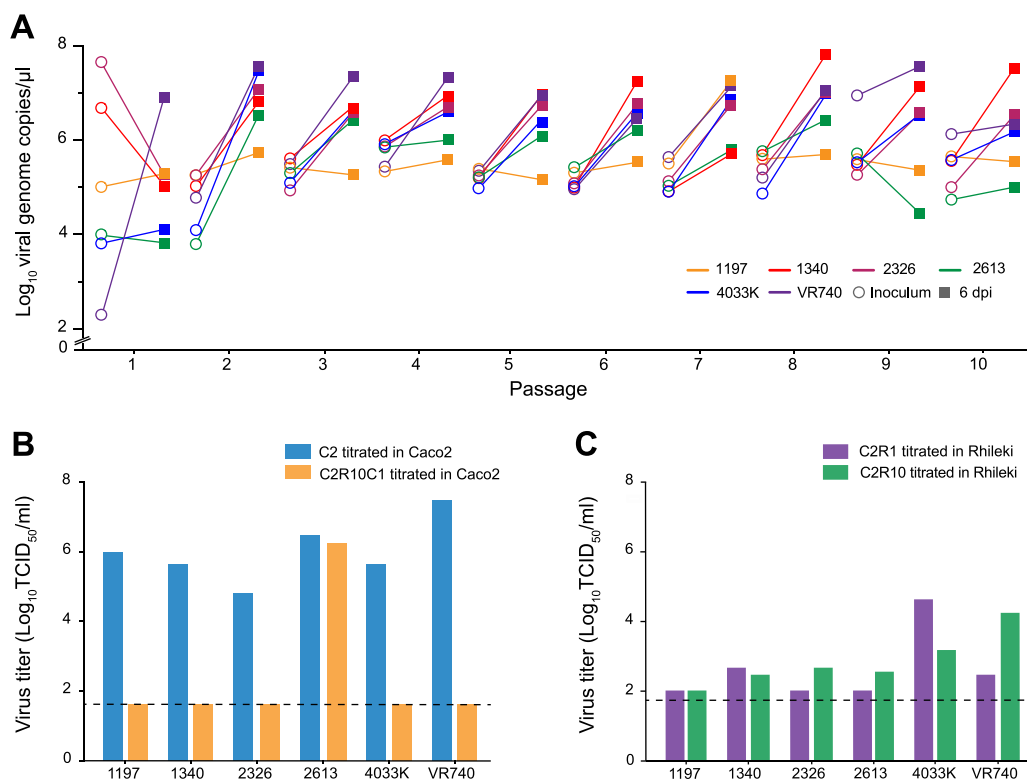 A
Log10 viral genome copies/µl
8
6
4
2
0
1 2 3 4 5 6 7 8 9 10
Passage
1197 1340 2326 2613
4033K VR740 Inoculum 6 dpi
B
C2 titrated in Caco2
C2R10C1 titrated in Caco2
Virus titer (Log10TCID50/ml)
8
6
4
2
0
1197 1340 2326 2613 4033K VR740
C
C2R1 titrated in Rhileki
C2R10 titrated in Rhileki
Virus titer (Log10TCID50/ml)
8
6
4
2
0
1197 1340 2326 2613 4033K VR740